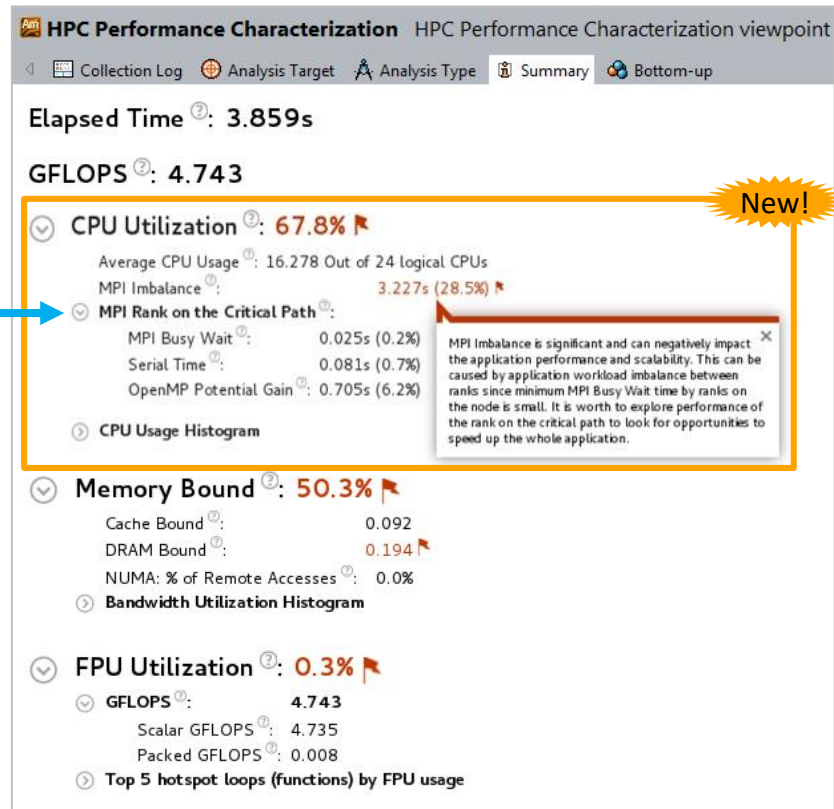 HPC Performance Characterization HPC Performance Characterization viewpoint
Collection Log Analysis Target Analysis Type Summary Bottom-up
Elapsed Time ?: 3.859s
GFLOPS ?: 4.743
New!
CPU Utilization ?: 67.8%
Average CPU Usage ?: 16.278 Out of 24 logical CPUs
MPI Imbalance ?: 3.227s (28.5%)
MPI Rank on the Critical Path ?:
MPI Busy Wait ?: 0.025s (0.2%)
Serial Time ?: 0.081s (0.7%)
OpenMP Potential Gain ?: 0.705s (6.2%)
CPU Usage Histogram
MPI Imbalance is significant and can negatively impact
the application performance and scalability. This can be
caused by application workload imbalance between
ranks since minimum MPI Busy Wait time by ranks on
the node is small. It is worth to explore performance of
the rank on the critical path to look for opportunities to
speed up the whole application.
Memory Bound ?: 50.3%
Cache Bound ?: 0.092
DRAM Bound ?: 0.194
NUMA: % of Remote Accesses ?: 0.0%
Bandwidth Utilization Histogram
FPU Utilization ?: 0.3%
GFLOPS ?: 4.743
Scalar GFLOPS ?: 4.735
Packed GFLOPS ?: 0.008
Top 5 hotspot loops (functions) by FPU usage